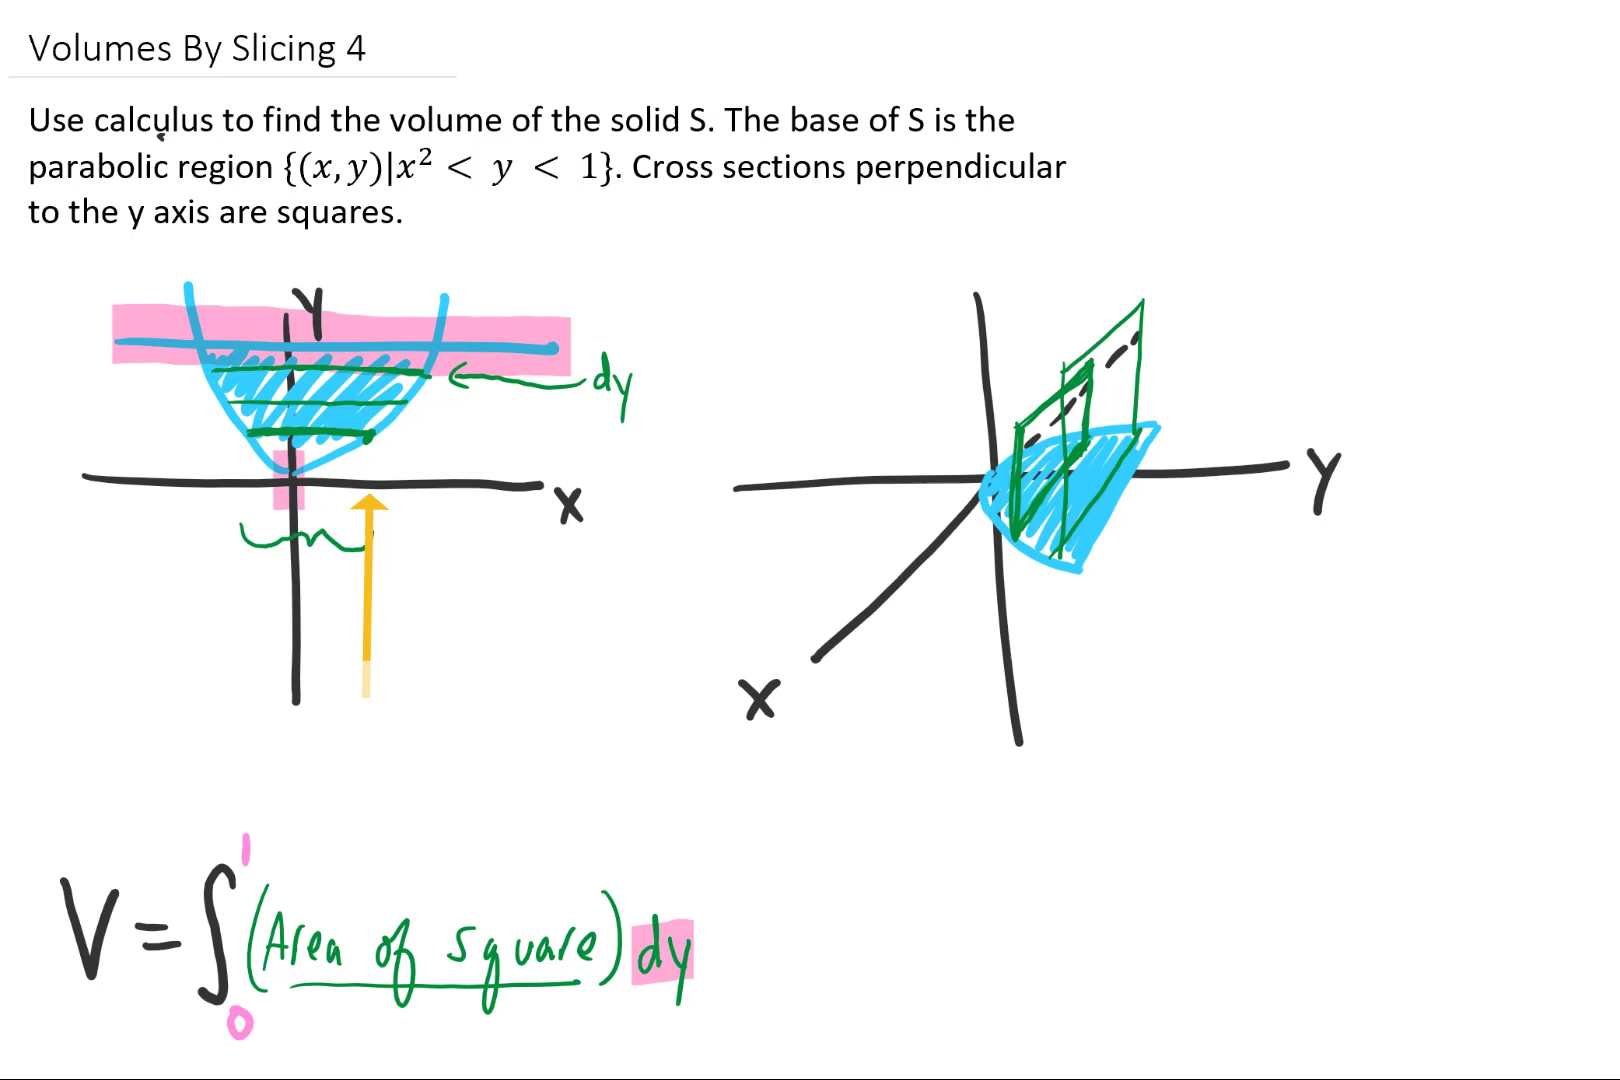 Volumes By Slicing 4
Use calculus to find the volume of the solid S. The base of S is the
parabolic region {(x, y)|x² < y < 1}. Cross sections perpendicular
to the y axis are squares.
y
dy
x
y
x
V = ∫₀¹ (Area of square) dy